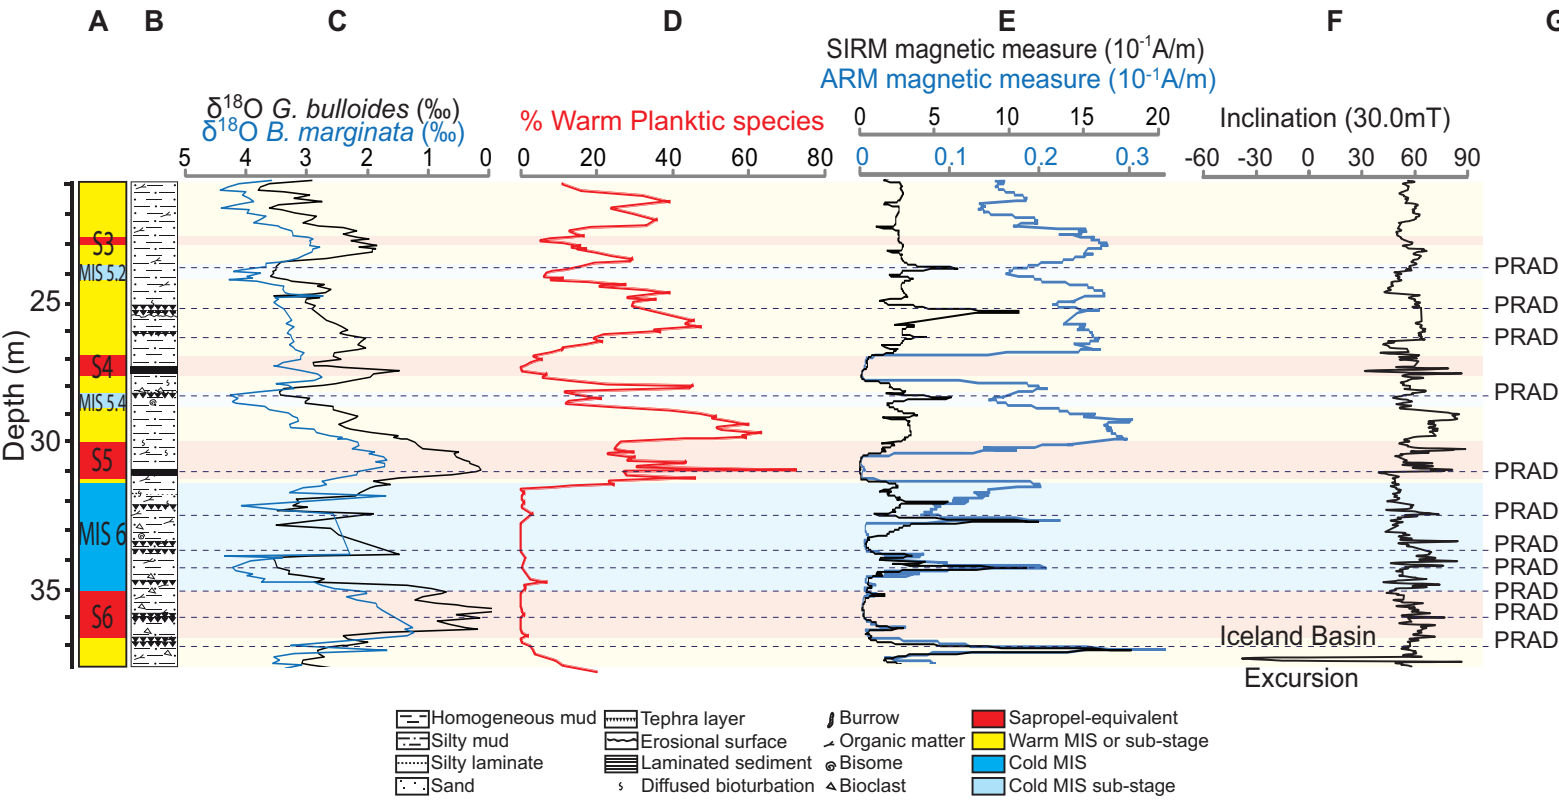 A B C D E F G
SIRM magnetic measure (10⁻¹A/m)
ARM magnetic measure (10⁻¹A/m)
δ¹⁸O G. bulloides (‰)
δ¹⁸O B. marginata (‰)
% Warm Planktic species
Inclination (30.0mT)
5 4 3 2 1 0
0 20 40 60 80
0 5 10 15 20
0 0.1 0.2 0.3
-60 -30 0 30 60 90
Depth (m)
25
30
35
S3
MIS 5.2
S4
MIS 5.4
S5
MIS 6
S6
PRAD
PRAD
PRAD
PRAD
PRAD
PRAD
PRAD
PRAD
PRAD
PRAD
PRAD
Iceland Basin
Excursion
Homogeneous mud
Silty mud
Silty laminate
Sand
Tephra layer
Erosional surface
Laminated sediment
Diffused bioturbation
Burrow
Organic matter
Bisome
Bioclast
Sapropel-equivalent
Warm MIS or sub-stage
Cold MIS
Cold MIS sub-stage